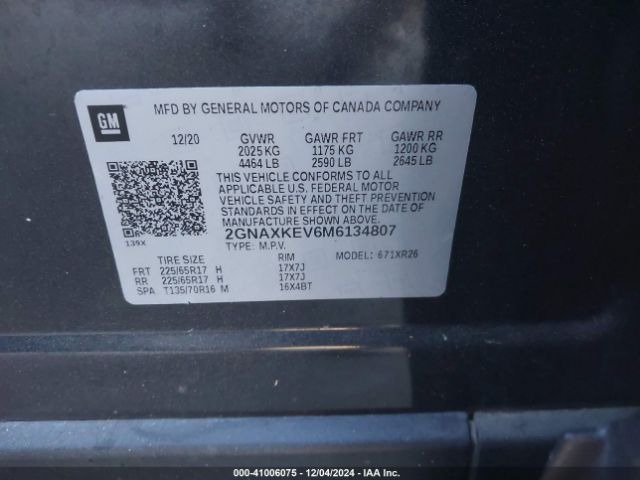 GM
MFD BY GENERAL MOTORS OF CANADA COMPANY
12/20 GVWR GAWR FRT GAWR RR
2025 KG 1175 KG 1200 KG
4464 LB 2590 LB 2645 LB
THIS VEHICLE CONFORMS TO ALL
APPLICABLE U.S. FEDERAL MOTOR
VEHICLE SAFETY AND THEFT PREVENTION
STANDARDS IN EFFECT ON THE DATE OF
MANUFACTURE SHOWN ABOVE.
139X
2GNAXKEV6M6134807
TYPE: M.P.V. MODEL: 671XR26
TIRE SIZE RIM
FRT 225/65R17 H 17X7J
RR 225/65R17 H 17X7J
SPA T135/70R16 M 16X4BT
000-41006075 — 12/04/2024 — IAA Inc.